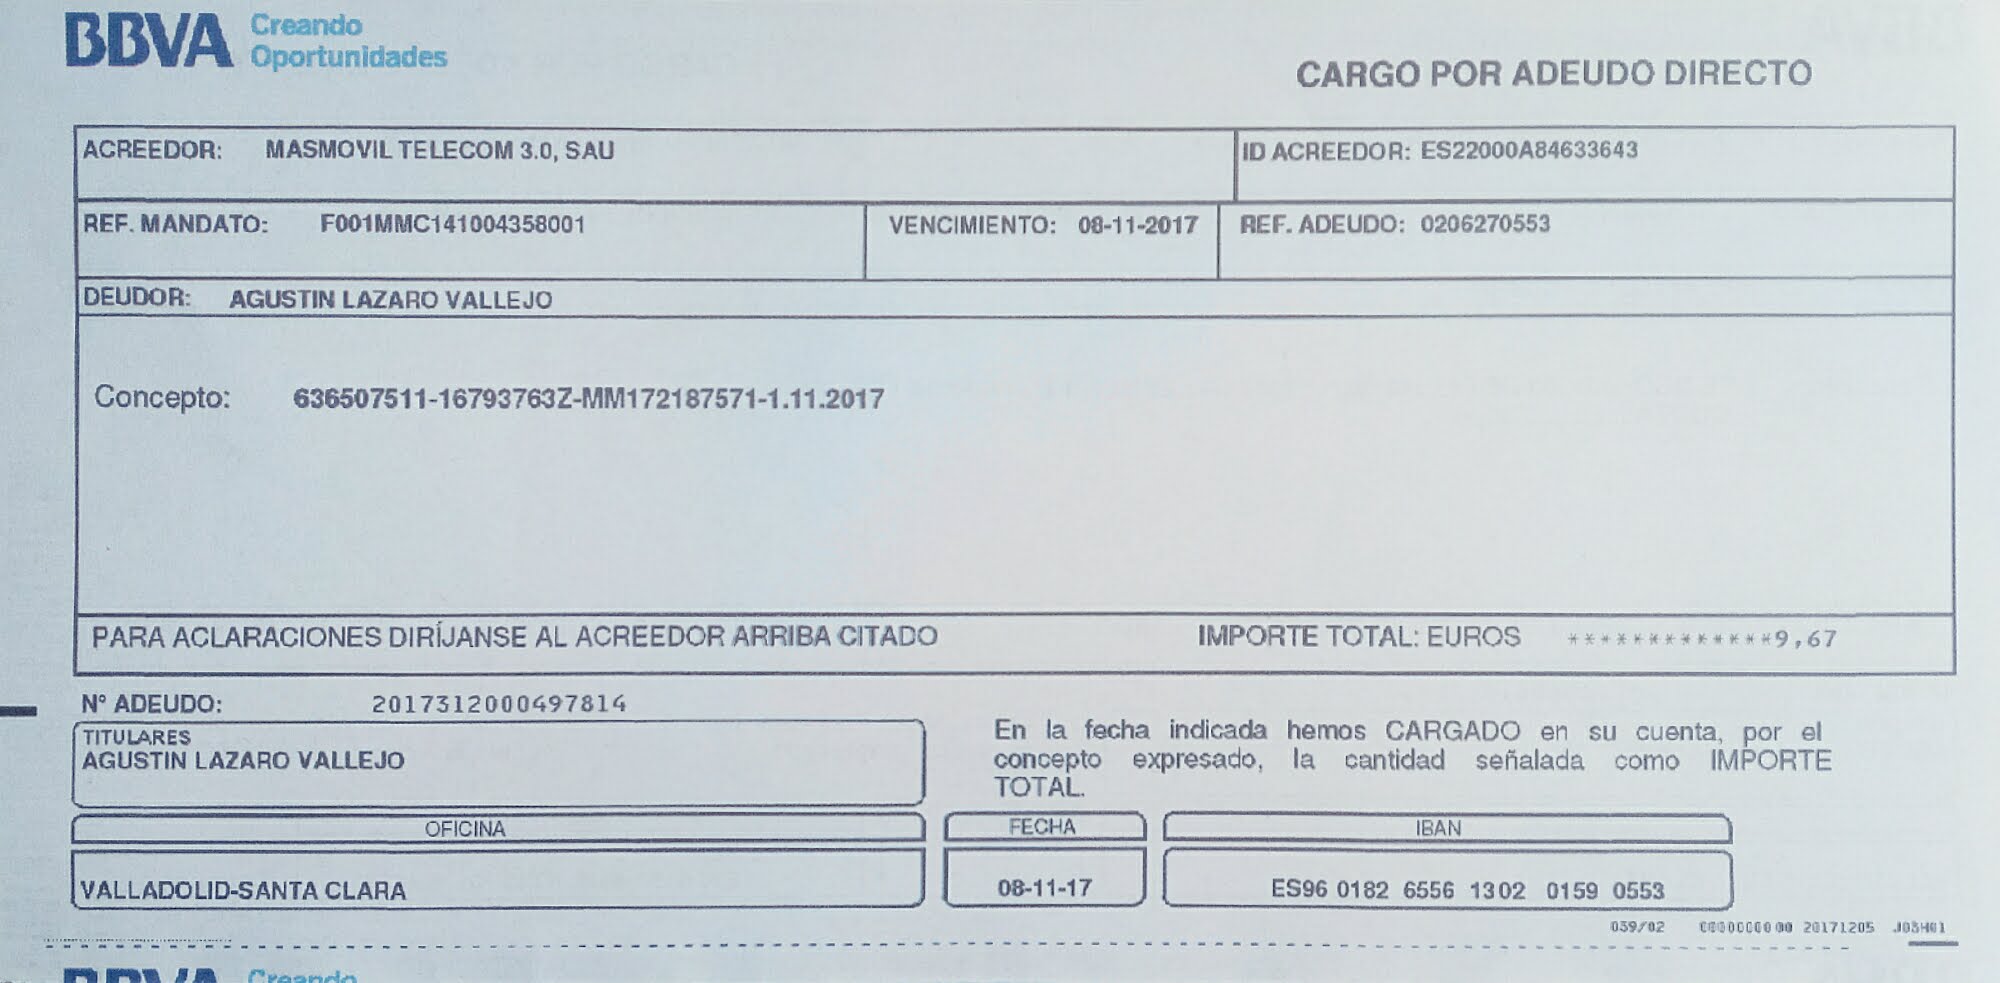 BBVA Creando
Oportunidades
CARGO POR ADEUDO DIRECTO
ACREEDOR: MASMOVIL TELECOM 3.0, SAU
ID ACREEDOR: ES22000A84633643
REF. MANDATO: F001MMC141004358001
VENCIMIENTO: 08-11-2017
REF. ADEUDO: 0206270553
DEUDOR: AGUSTIN LAZARO VALLEJO
Concepto: 636507511-16793763Z-MM172187571-1.11.2017
PARA ACLARACIONES DIRÍJANSE AL ACREEDOR ARRIBA CITADO
IMPORTE TOTAL: EUROS *************9,67
Nº ADEUDO: 2017312000497814
TITULARES
AGUSTIN LAZARO VALLEJO
En la fecha indicada hemos CARGADO en su cuenta, por el
concepto expresado, la cantidad señalada como IMPORTE
TOTAL.
OFICINA
FECHA
IBAN
VALLADOLID-SANTA CLARA
08-11-17
ES96 0182 6556 1302 0159 0553
039/02 20171205
BBVA Creando